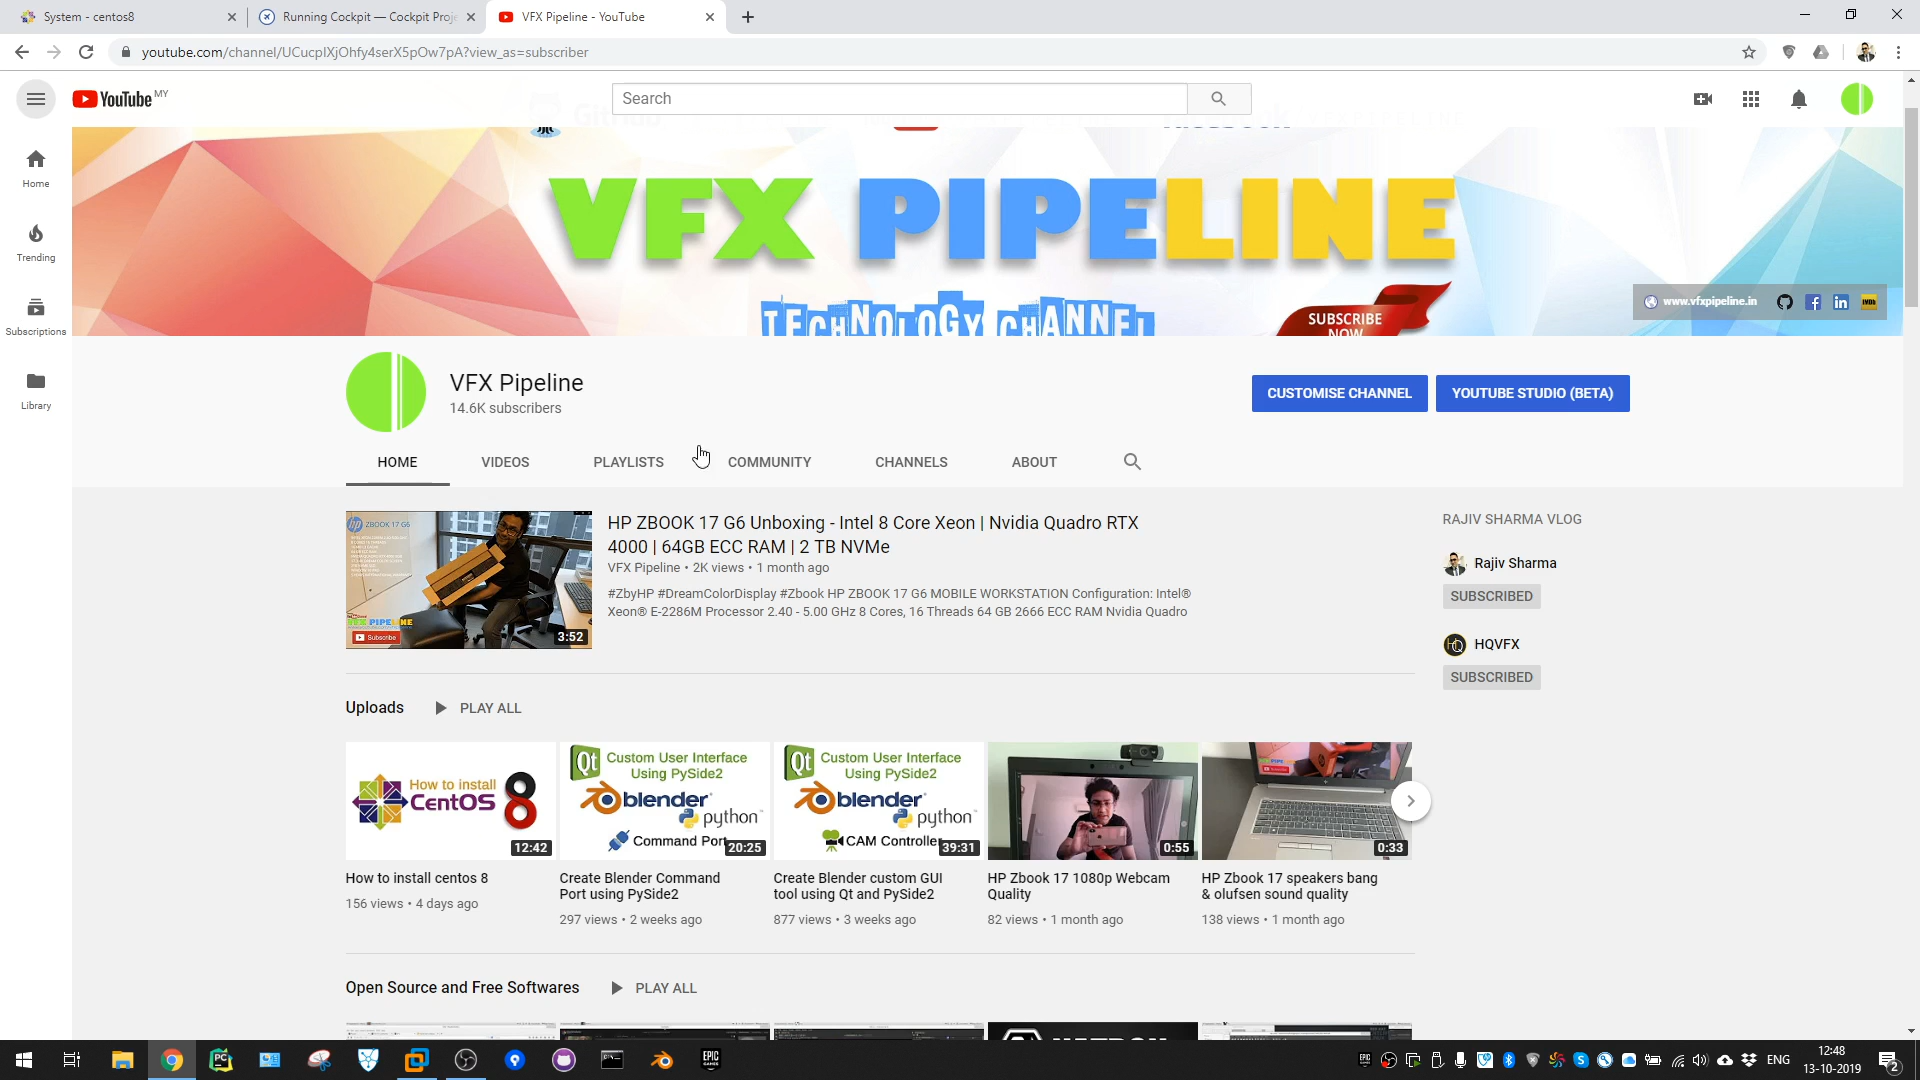 System - centos8
Running Cockpit — Cockpit Proje
VFX Pipeline - YouTube
youtube.com/channel/UCucpIXjOhfy4serX5pOw7pA?view_as=subscriber
YouTube MY
Search
Home
Trending
Subscriptions
Library
VFX PIPELINE
TECHNOLOGY CHANNEL
SUBSCRIBE
NOW
www.vfxpipeline.in
VFX Pipeline
14.6K subscribers
CUSTOMISE CHANNEL
YOUTUBE STUDIO (BETA)
HOME
VIDEOS
PLAYLISTS
COMMUNITY
CHANNELS
ABOUT
ZBOOK 17 G6
VFX PIPELINE
Subscribe
3:52
HP ZBOOK 17 G6 Unboxing - Intel 8 Core Xeon | Nvidia Quadro RTX
4000 | 64GB ECC RAM | 2 TB NVMe
VFX Pipeline • 2K views • 1 month ago
#ZbyHP #DreamColorDisplay #Zbook HP ZBOOK 17 G6 MOBILE WORKSTATION Configuration: Intel®
Xeon® E-2286M Processor 2.40 - 5.00 GHz 8 Cores, 16 Threads 64 GB 2666 ECC RAM Nvidia Quadro
RAJIV SHARMA VLOG
Rajiv Sharma
SUBSCRIBED
HQVFX
SUBSCRIBED
Uploads
PLAY ALL
How to install
CentOS 8
12:42
Qt Custom User Interface
Using PySide2
blender
python
Command Port
20:25
Qt Custom User Interface
Using PySide2
blender
python
CAM Controller
39:31
0:55
0:33
How to install centos 8
156 views • 4 days ago
Create Blender Command
Port using PySide2
297 views • 2 weeks ago
Create Blender custom GUI
tool using Qt and PySide2
877 views • 3 weeks ago
HP Zbook 17 1080p Webcam
Quality
82 views • 1 month ago
HP Zbook 17 speakers bang
& olufsen sound quality
138 views • 1 month ago
Open Source and Free Softwares
PLAY ALL
ENG
12:48
13-10-2019
2